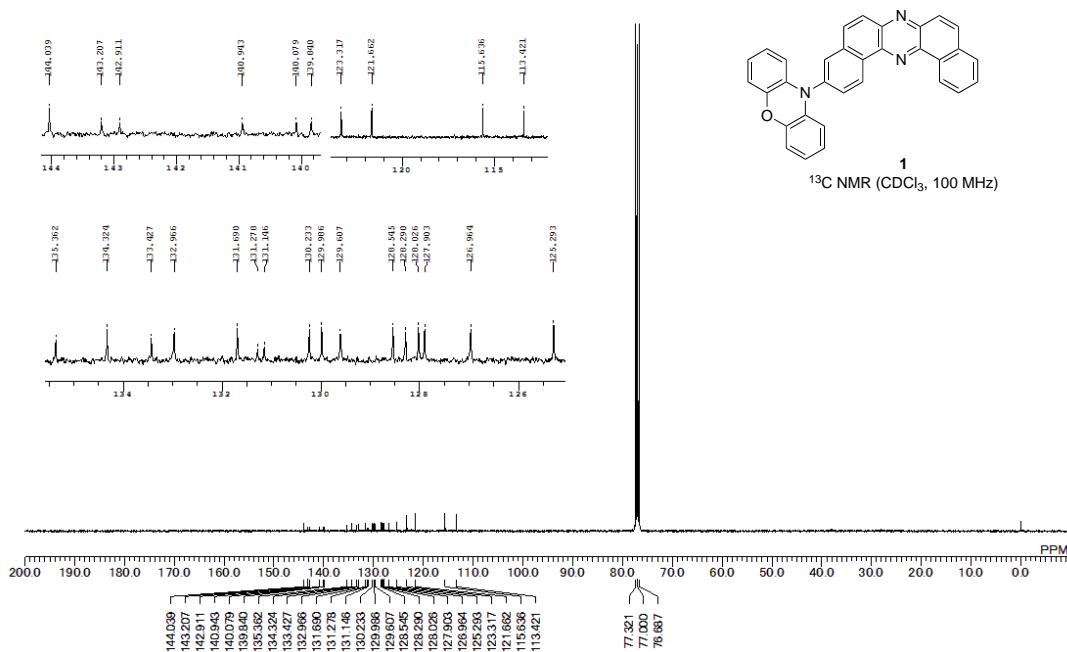 144.039 143.207 142.911 140.943 140.079 139.840 123.317 121.662 115.636 113.421
144 143 142 141 140 120 115
N
N
N
O
1
13C NMR (CDCl3, 100 MHz)
135.362 134.324 133.427 132.966 131.690 131.278 131.146 130.233 129.986 129.607 128.545 128.290 128.026 127.903 126.964 125.293
134 132 130 128 126
PPM
200.0 190.0 180.0 170.0 160.0 150.0 140.0 130.0 120.0 110.0 100.0 90.0 80.0 70.0 60.0 50.0 40.0 30.0 20.0 10.0 0.0
144.039 143.207 142.911 140.943 140.079 139.840 135.362 134.324 133.427 132.966 131.690 131.278 131.146 130.233 129.986 129.607 128.545 128.290 128.026 127.903 126.964 125.293 123.317 121.662 115.636 113.421 77.321 77.000 76.687